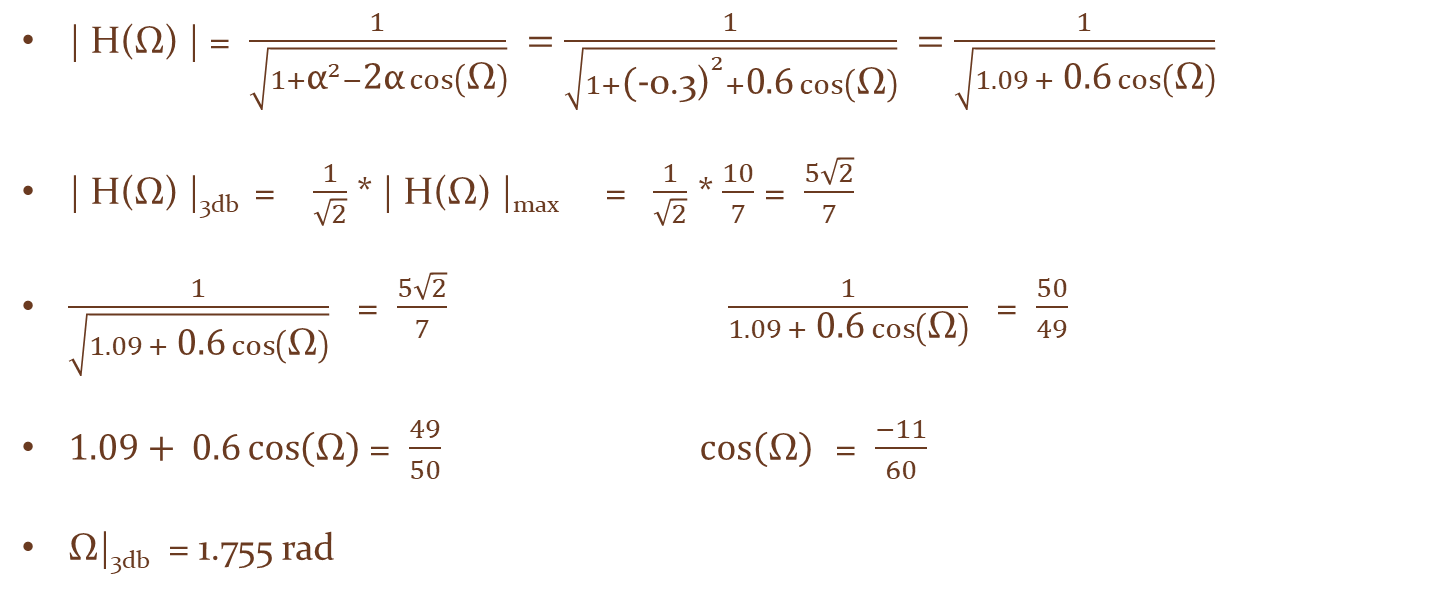 • | H(Ω) | = 1/√(1+α²−2α cos(Ω)) = 1/√(1+(-0.3)²+0.6 cos(Ω)) = 1/√(1.09 + 0.6 cos(Ω))
• | H(Ω) |₃db = 1/√2 * | H(Ω) |max = 1/√2 * 10/7 = 5√2/7
• 1/√(1.09 + 0.6 cos(Ω)) = 5√2/7 1/(1.09 + 0.6 cos(Ω)) = 50/49
• 1.09 + 0.6 cos(Ω) = 49/50 cos(Ω) = −11/60
• Ω|₃db = 1.755 rad